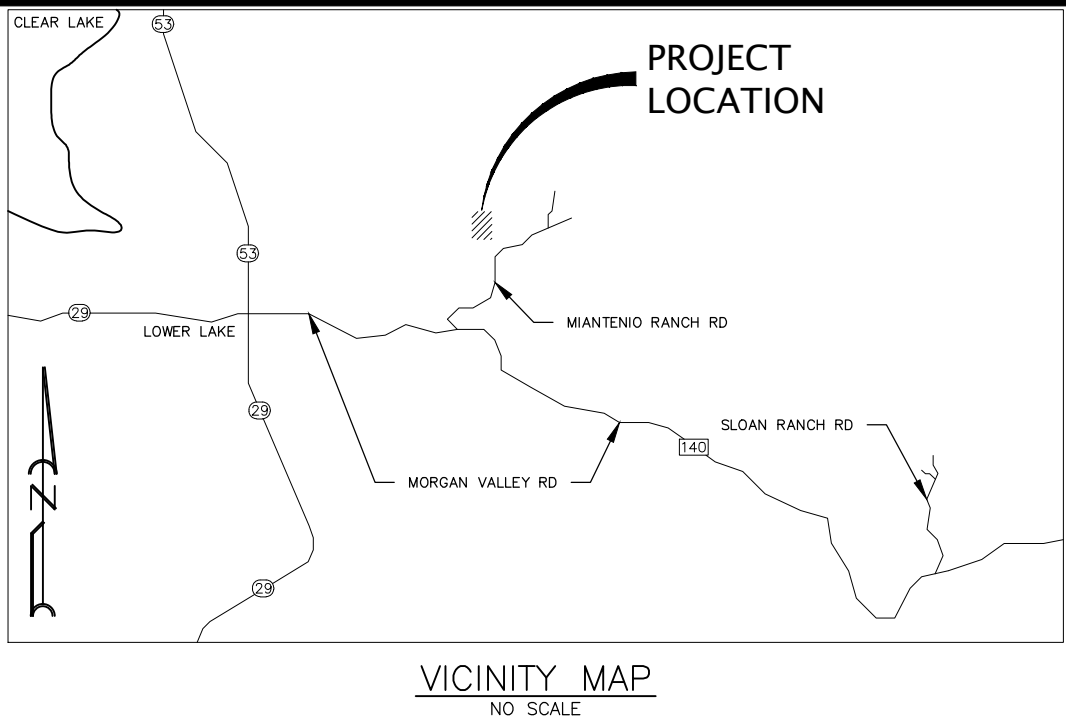 CLEAR LAKE
53
PROJECT
LOCATION
53
29
LOWER LAKE
MIANTENIO RANCH RD
29
SLOAN RANCH RD
140
MORGAN VALLEY RD
N
29
VICINITY MAP
NO SCALE